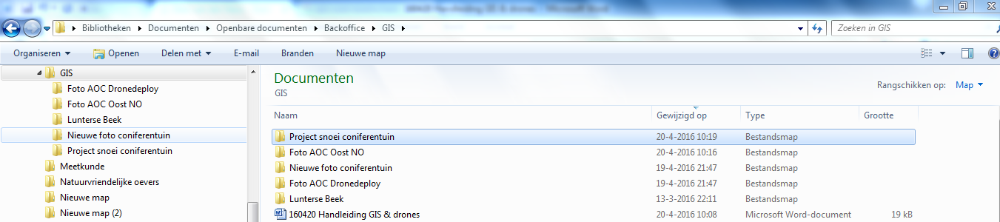 160420 Handleiding GIS & drones - Microsoft Word
Bibliotheken Documenten Openbare documenten Backoffice GIS Zoeken in GIS
Organiseren Openen Delen met E-mail Branden Nieuwe map
GIS
Foto AOC Dronedeploy
Foto AOC Oost NO
Lunterse Beek
Nieuwe foto coniferentuin
Project snoei coniferentuin
Meetkunde
Natuurvriendelijke oevers
Nieuwe map
Nieuwe map (2)
Documenten
GIS
Rangschikken op: Map
Naam Gewijzigd op Type Grootte
Project snoei coniferentuin 20-4-2016 10:19 Bestandsmap
Foto AOC Oost NO 20-4-2016 10:16 Bestandsmap
Nieuwe foto coniferentuin 19-4-2016 21:47 Bestandsmap
Foto AOC Dronedeploy 19-4-2016 21:47 Bestandsmap
Lunterse Beek 13-3-2016 22:11 Bestandsmap
160420 Handleiding GIS & drones 20-4-2016 10:08 Microsoft Word-document 19 kB